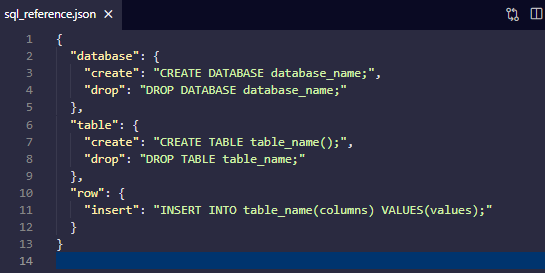 sql_reference.json ×
1 {
2   "database": {
3     "create": "CREATE DATABASE database_name;",
4     "drop": "DROP DATABASE database_name;"
5   },
6   "table": {
7     "create": "CREATE TABLE table_name();",
8     "drop": "DROP TABLE table_name;"
9   },
10   "row": {
11     "insert": "INSERT INTO table_name(columns) VALUES(values);"
12   }
13 }
14